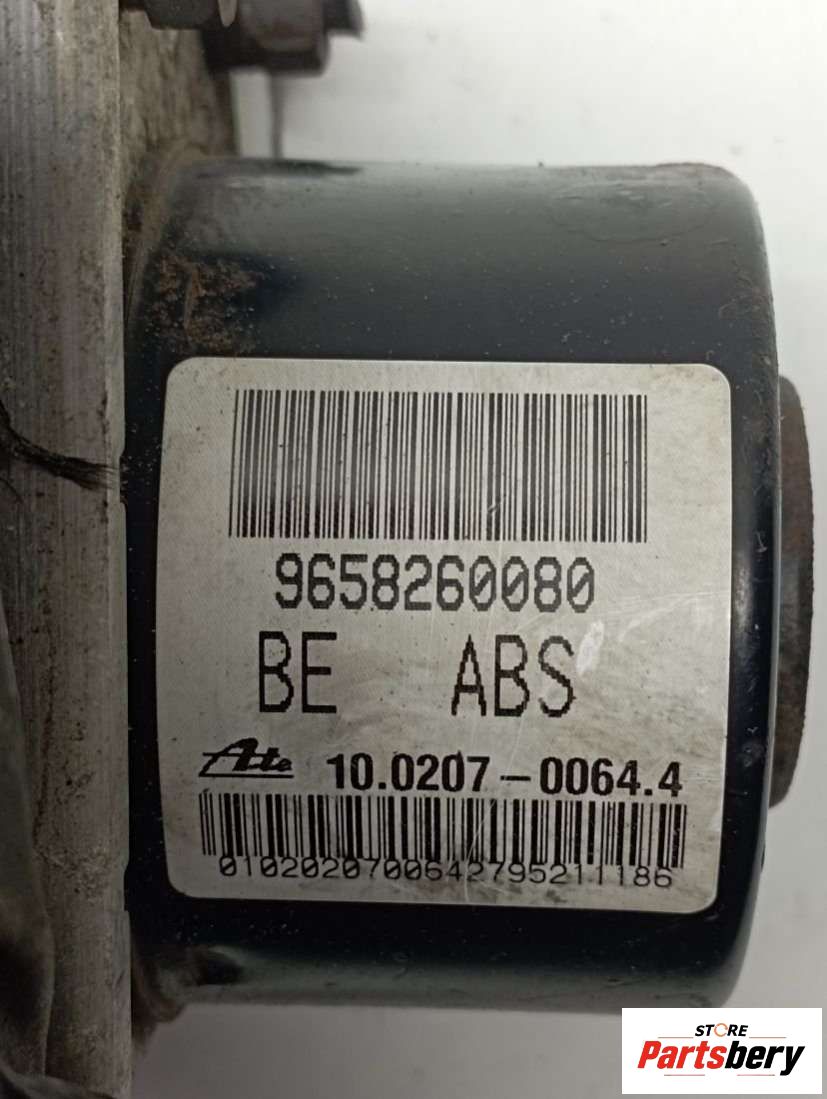 9658260080
BE ABS
Ate 10.0207-0064.4
0102020700642795211186
STORE
Partsbery